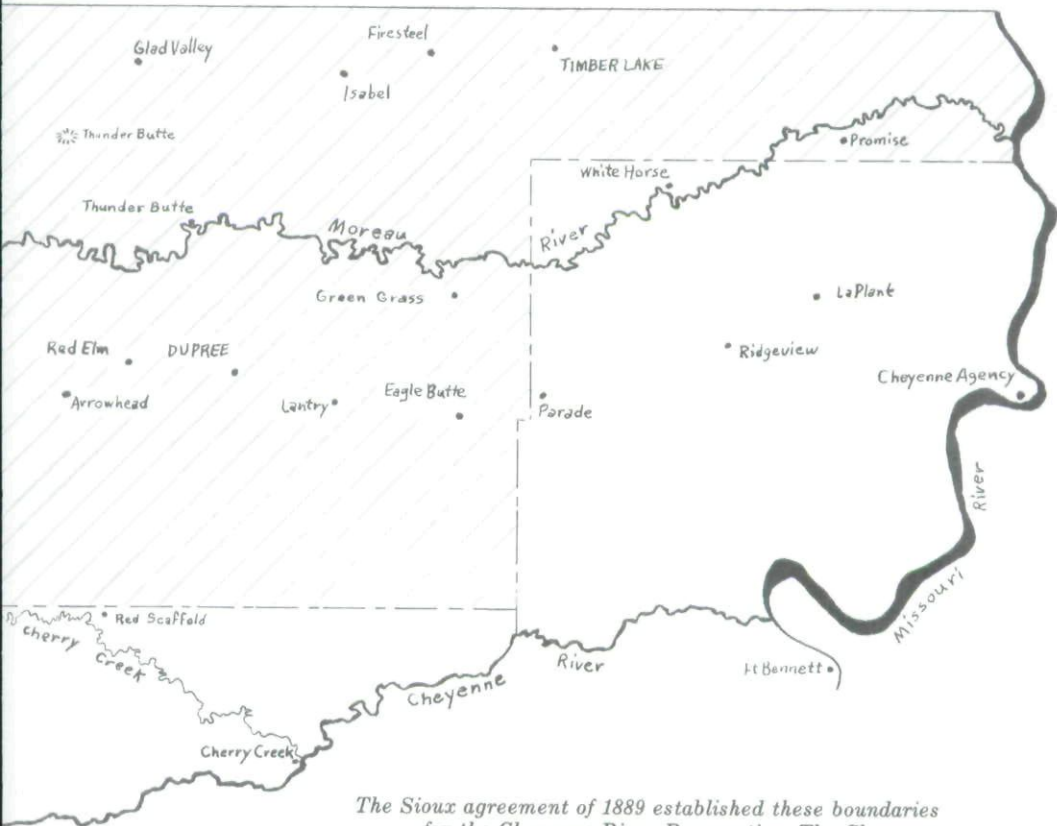 Firesteel
Glad Valley
TIMBER LAKE
Isabel
Thunder Butte
Promise
White Horse
Thunder Butte
Moreau
River
Green Grass
LaPlant
Red Elm
DUPREE
Ridgeview
Cheyenne Agency
Eagle Butte
Arrowhead
Lantry
Parade
River
Missouri
Red Scaffold
Cherry
Creek
River
Ft Bennett
Cheyenne
Cherry Creek
The Sioux agreement of 1889 established these boundaries